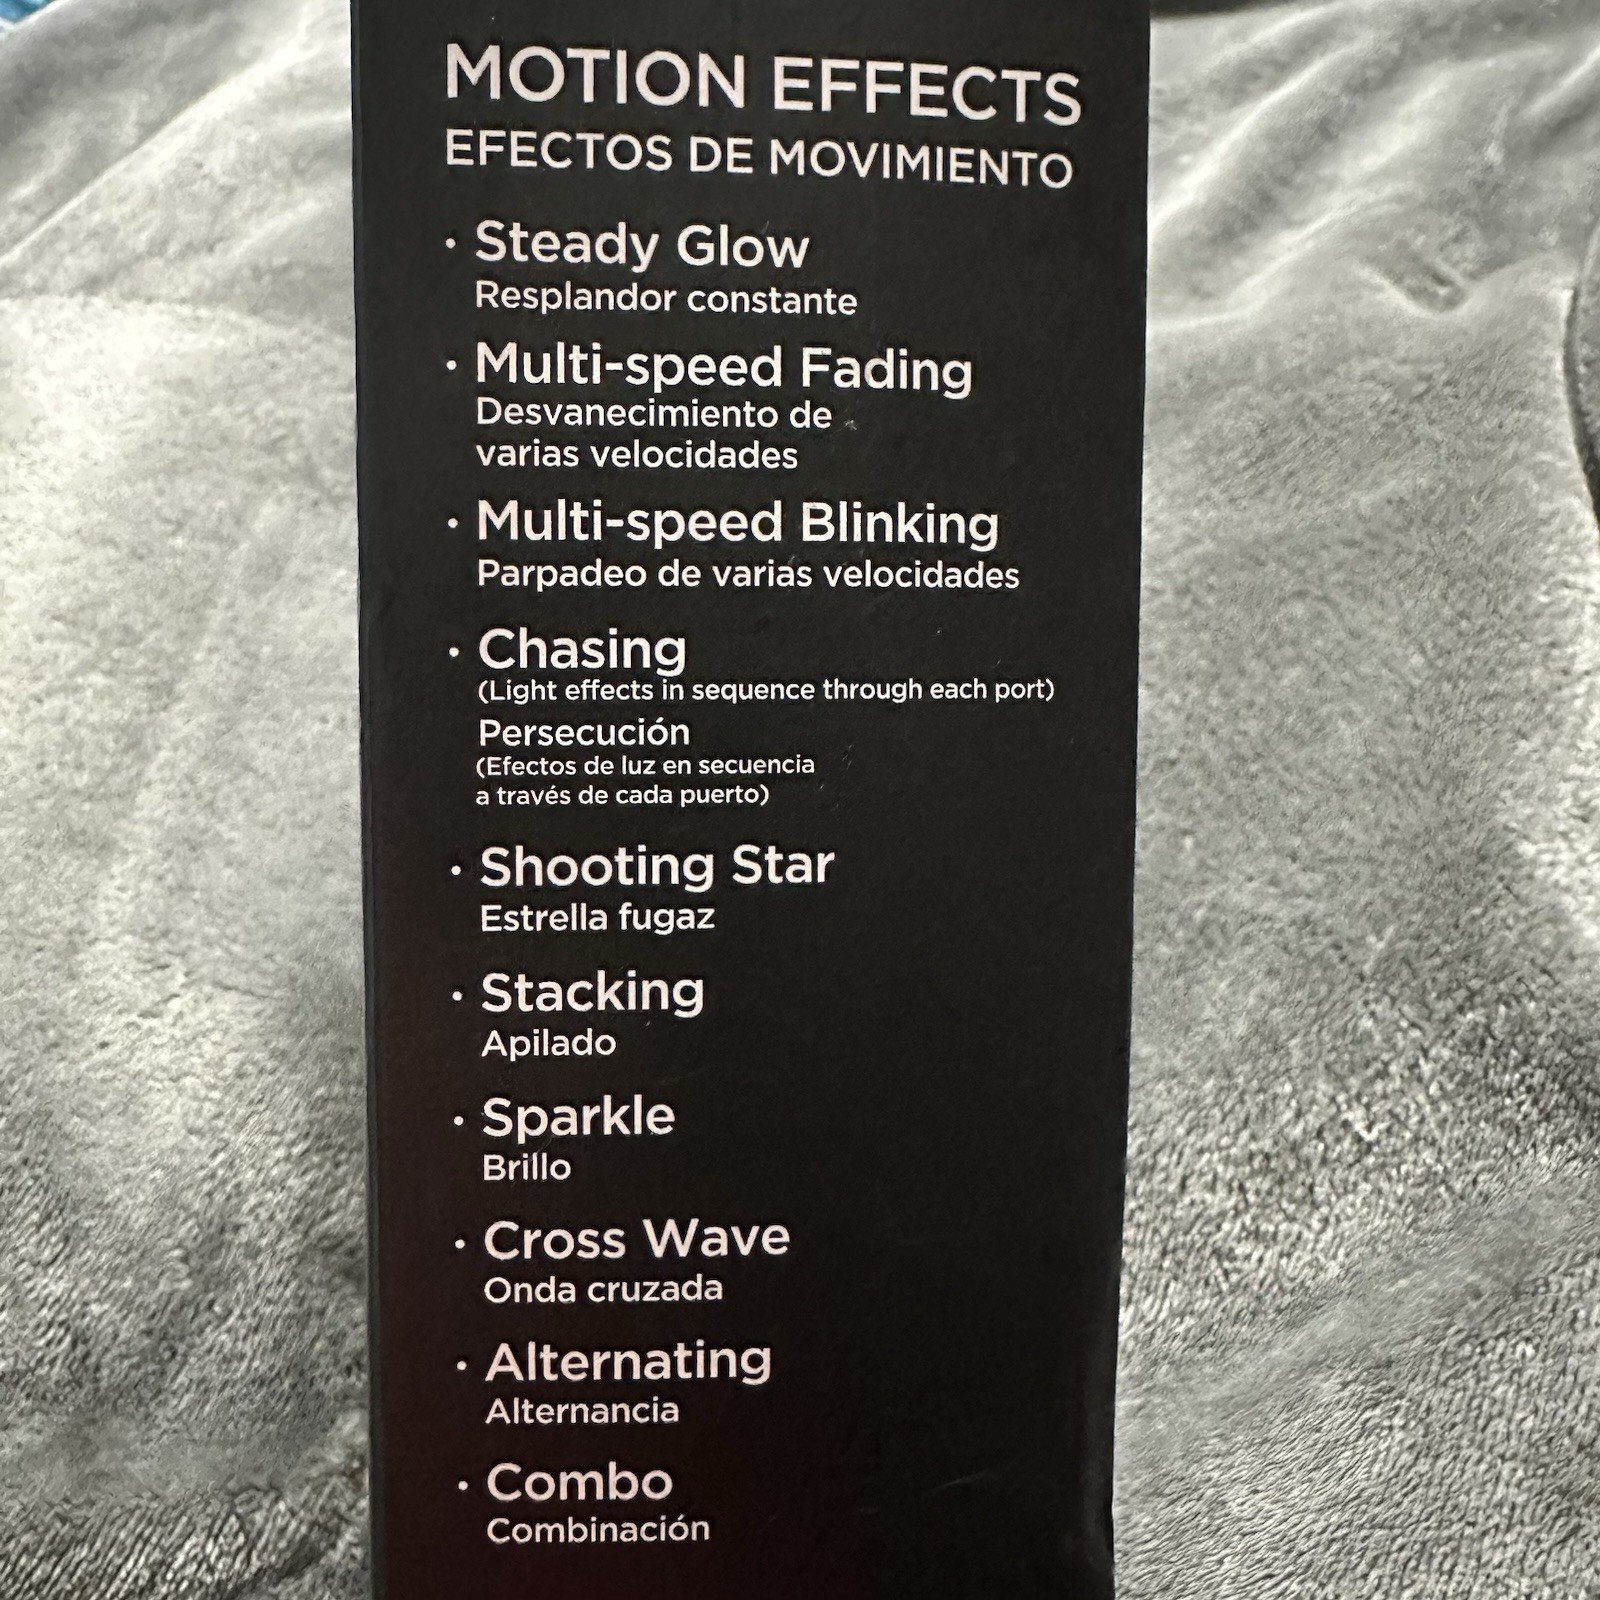 MOTION EFFECTS
EFECTOS DE MOVIMIENTO
· Steady Glow
Resplandor constante
· Multi-speed Fading
Desvanecimiento de
varias velocidades
· Multi-speed Blinking
Parpadeo de varias velocidades
· Chasing
(Light effects in sequence through each port)
Persecución
(Efectos de luz en secuencia
a través de cada puerto)
· Shooting Star
Estrella fugaz
· Stacking
Apilado
· Sparkle
Brillo
· Cross Wave
Onda cruzada
· Alternating
Alternancia
· Combo
Combinación